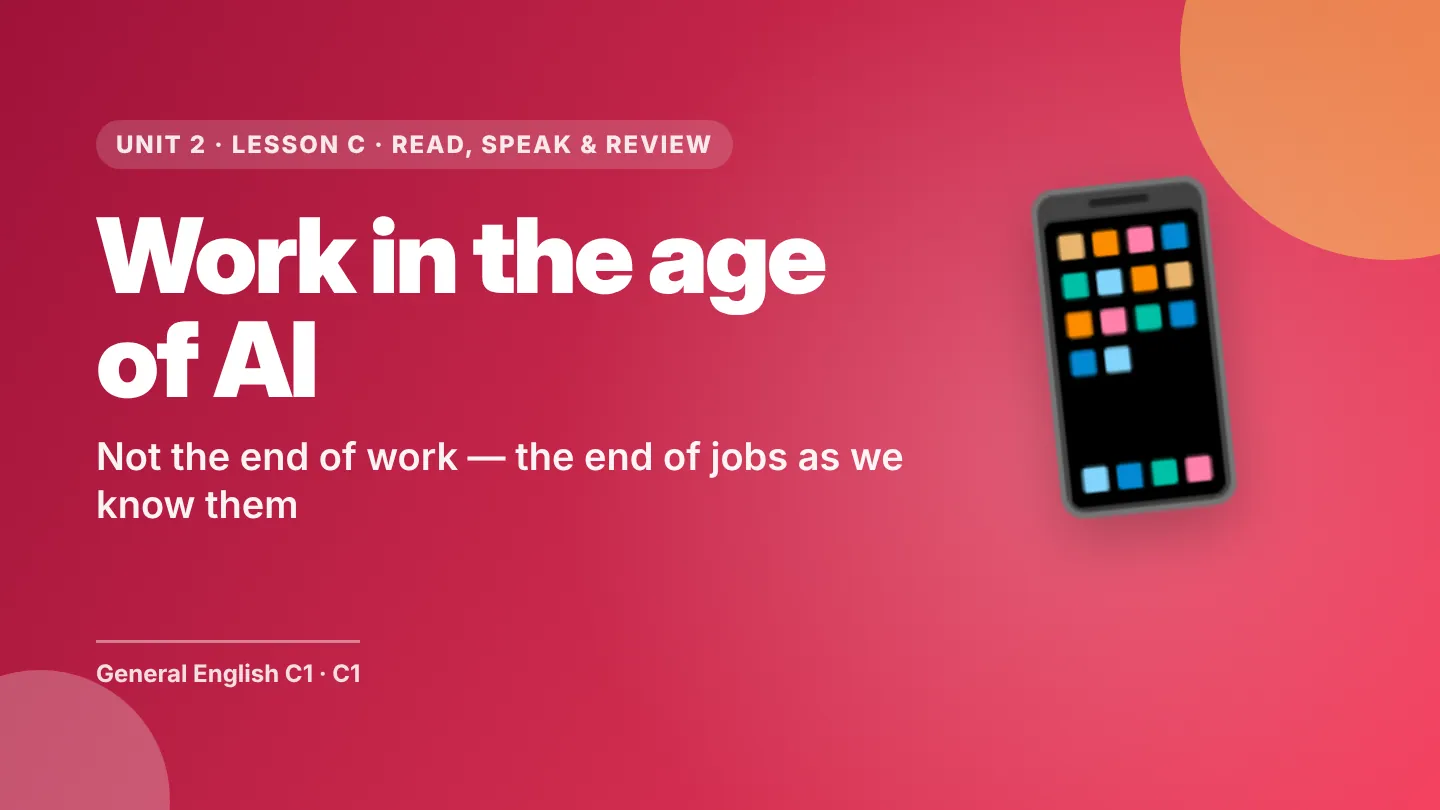 UNIT 2 · LESSON C · READ, SPEAK & REVIEW
Work in the age
of AI
Not the end of work — the end of jobs as we
know them
General English C1 · C1